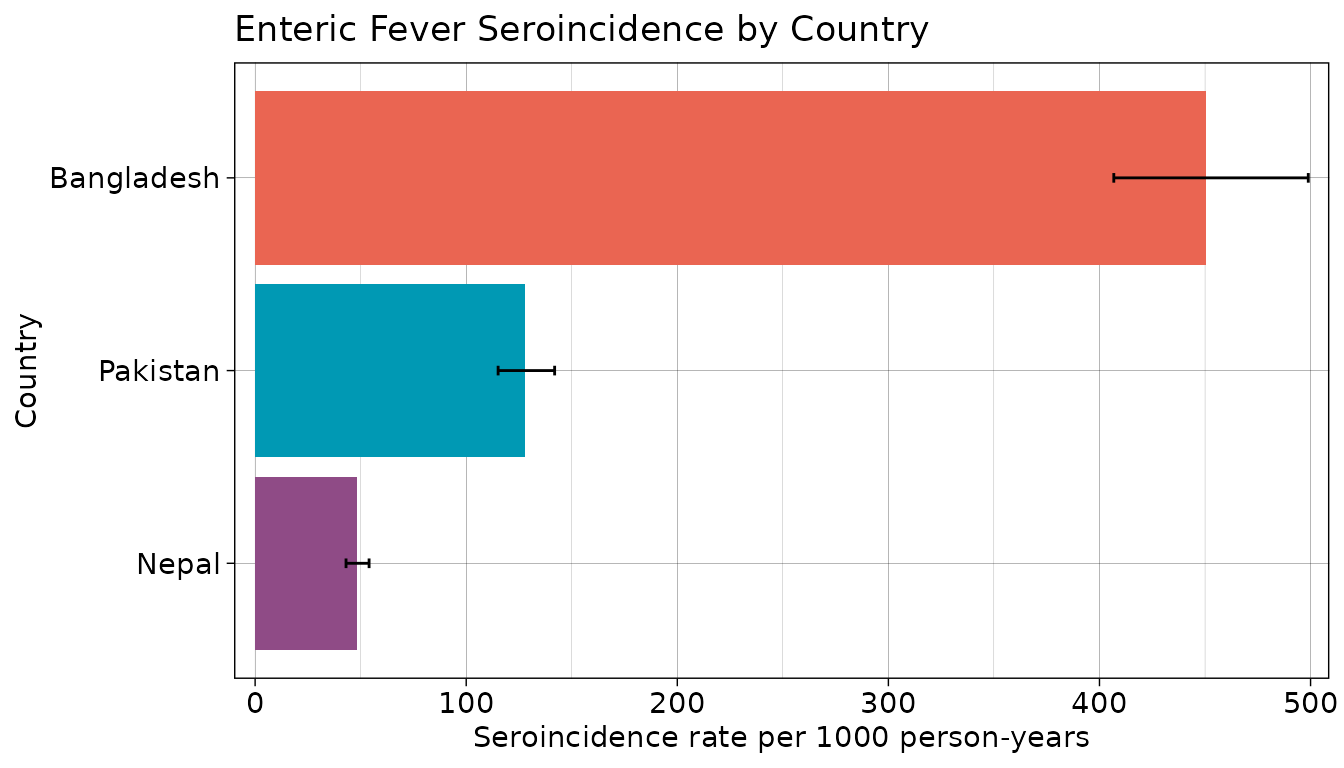 Enteric Fever Seroincidence by Country
Country
Bangladesh
Pakistan
Nepal
0 100 200 300 400 500
Seroincidence rate per 1000 person-years